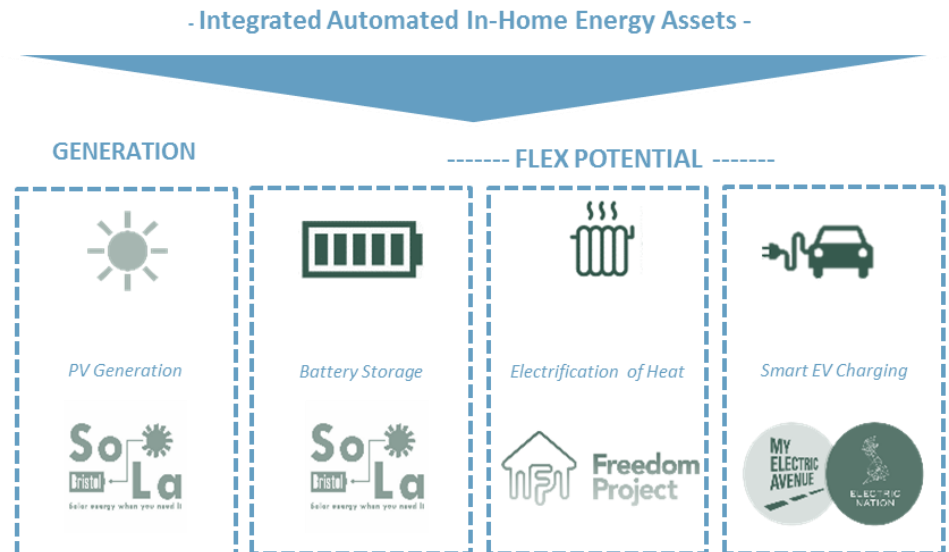 - Integrated Automated In-Home Energy Assets -
GENERATION
------- FLEX POTENTIAL -------
PV Generation
Battery Storage
Electrification of Heat
Smart EV Charging
So
Bristol
La
Solar energy when you need it
So
Bristol
La
Solar energy when you need it
Freedom
Project
MY
ELECTRIC
AVENUE
ELECTRIC
NATION